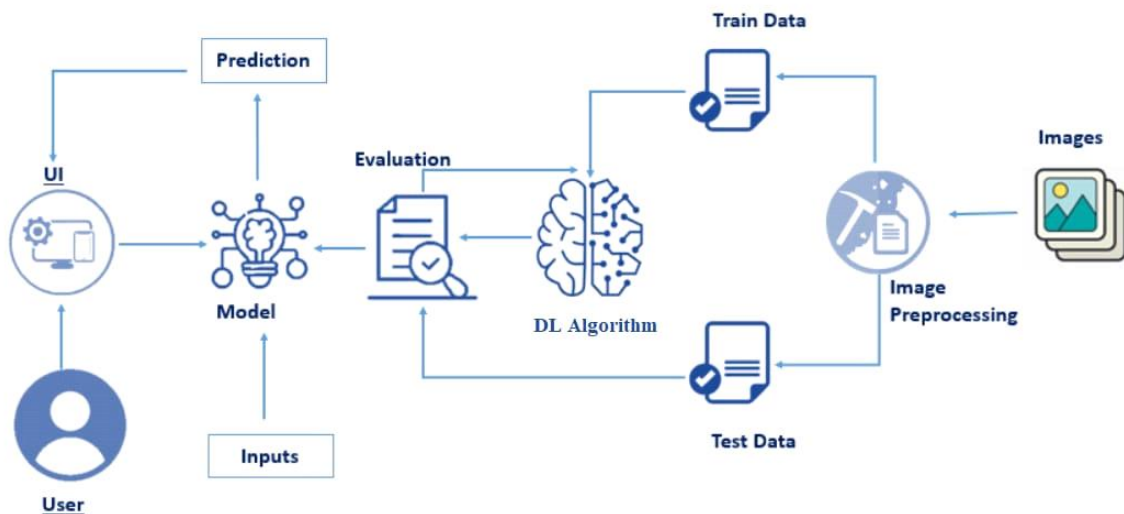 Train Data
Prediction
Images
Evaluation
UI
Model
Image
Preprocessing
DL Algorithm
Inputs
Test Data
User